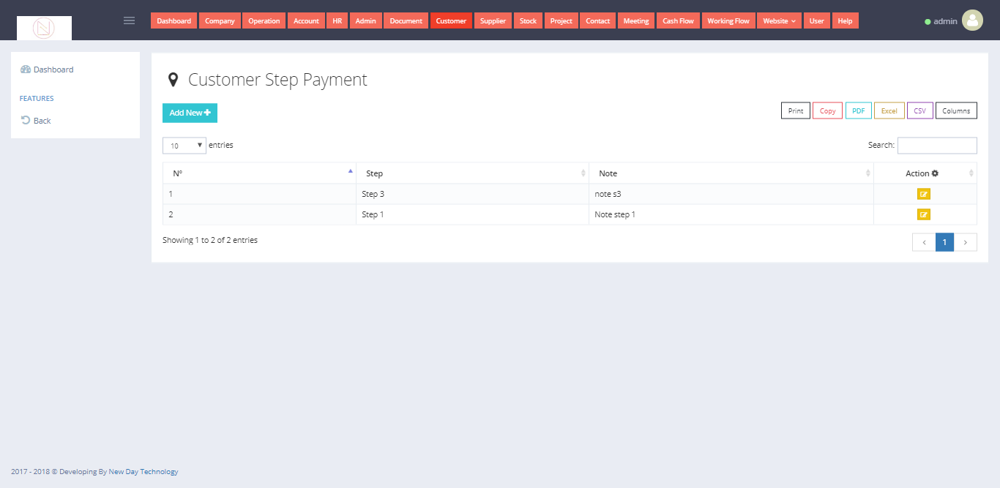 Dashboard Company Operation Account HR Admin Document Customer Supplier Stock Project Contact Meeting Cash Flow Working Flow Website User Help admin
Dashboard
FEATURES
Back
Customer Step Payment
Add New
Print Copy PDF Excel CSV Columns
10 entries Search:
N° Step Note Action
1 Step 3 note s3
2 Step 1 Note step 1
Showing 1 to 2 of 2 entries
‹ 1 ›
2017 - 2018 © Developing By New Day Technology